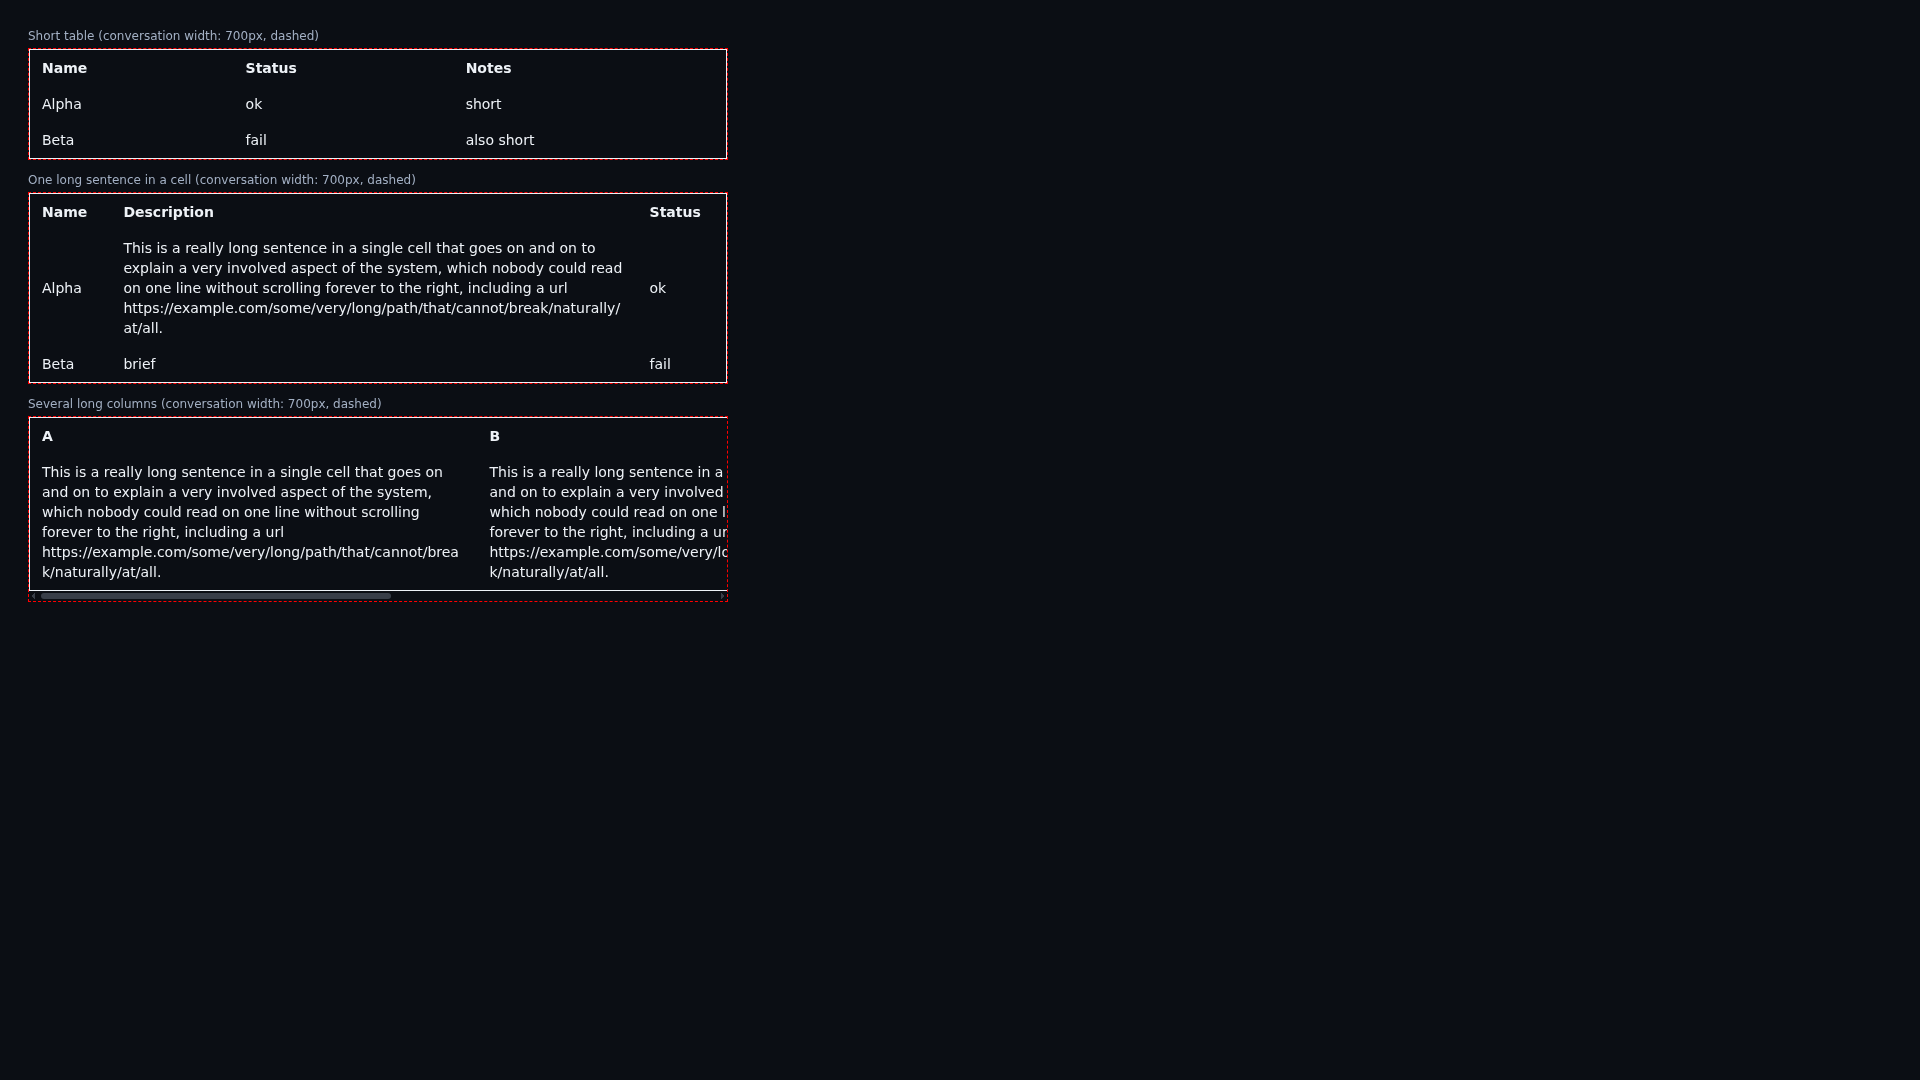 Short table (conversation width: 700px, dashed)
Name Status Notes
Alpha ok short
Beta fail also short
One long sentence in a cell (conversation width: 700px, dashed)
Name Description Status
This is a really long sentence in a single cell that goes on and on to
explain a very involved aspect of the system, which nobody could read
Alpha on one line without scrolling forever to the right, including a url ok
https://example.com/some/very/long/path/that/cannot/break/naturally/
at/all.
Beta brief fail
Several long columns (conversation width: 700px, dashed)
A B
This is a really long sentence in a single cell that goes on This is a really long sentence in a
and on to explain a very involved aspect of the system, and on to explain a very involved
which nobody could read on one line without scrolling which nobody could read on one l
forever to the right, including a url forever to the right, including a ur
https://example.com/some/very/long/path/that/cannot/brea https://example.com/some/very/lo
k/naturally/at/all. k/naturally/at/all.